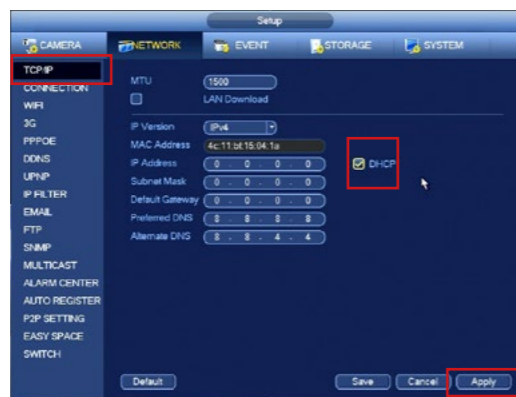 Setup
CAMERA NETWORK EVENT STORAGE SYSTEM
TCP/IP
CONNECTION
WIFI
3G
PPPOE
DDNS
UPNP
IP FILTER
EMAIL
FTP
SNMP
MULTICAST
ALARM CENTER
AUTO REGISTER
P2P SETTING
EASY SPACE
SWITCH
MTU 1500
LAN Download
IP Version IPv4
MAC Address 4c:11:bf:15:04:1a
IP Address 0 . 0 . 0 . 0 DHCP
Subnet Mask 0 . 0 . 0 . 0
Default Gateway 0 . 0 . 0 . 0
Preferred DNS 8 . 8 . 8 . 8
Alternate DNS 8 . 8 . 4 . 4
Default Save Cancel Apply